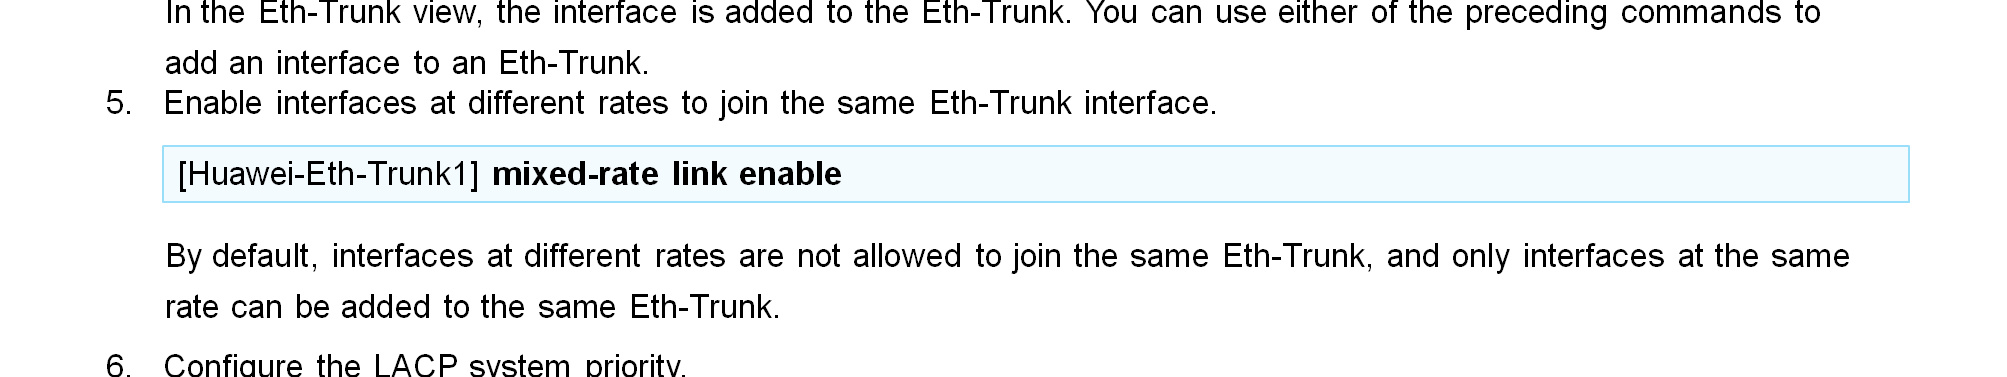 In the Eth-Trunk view, the interface is added to the Eth-Trunk. You can use either of the preceding commands to
add an interface to an Eth-Trunk.
5. Enable interfaces at different rates to join the same Eth-Trunk interface.
[Huawei-Eth-Trunk1] mixed-rate link enable
By default, interfaces at different rates are not allowed to join the same Eth-Trunk, and only interfaces at the same
rate can be added to the same Eth-Trunk.
6. Configure the LACP system priority.